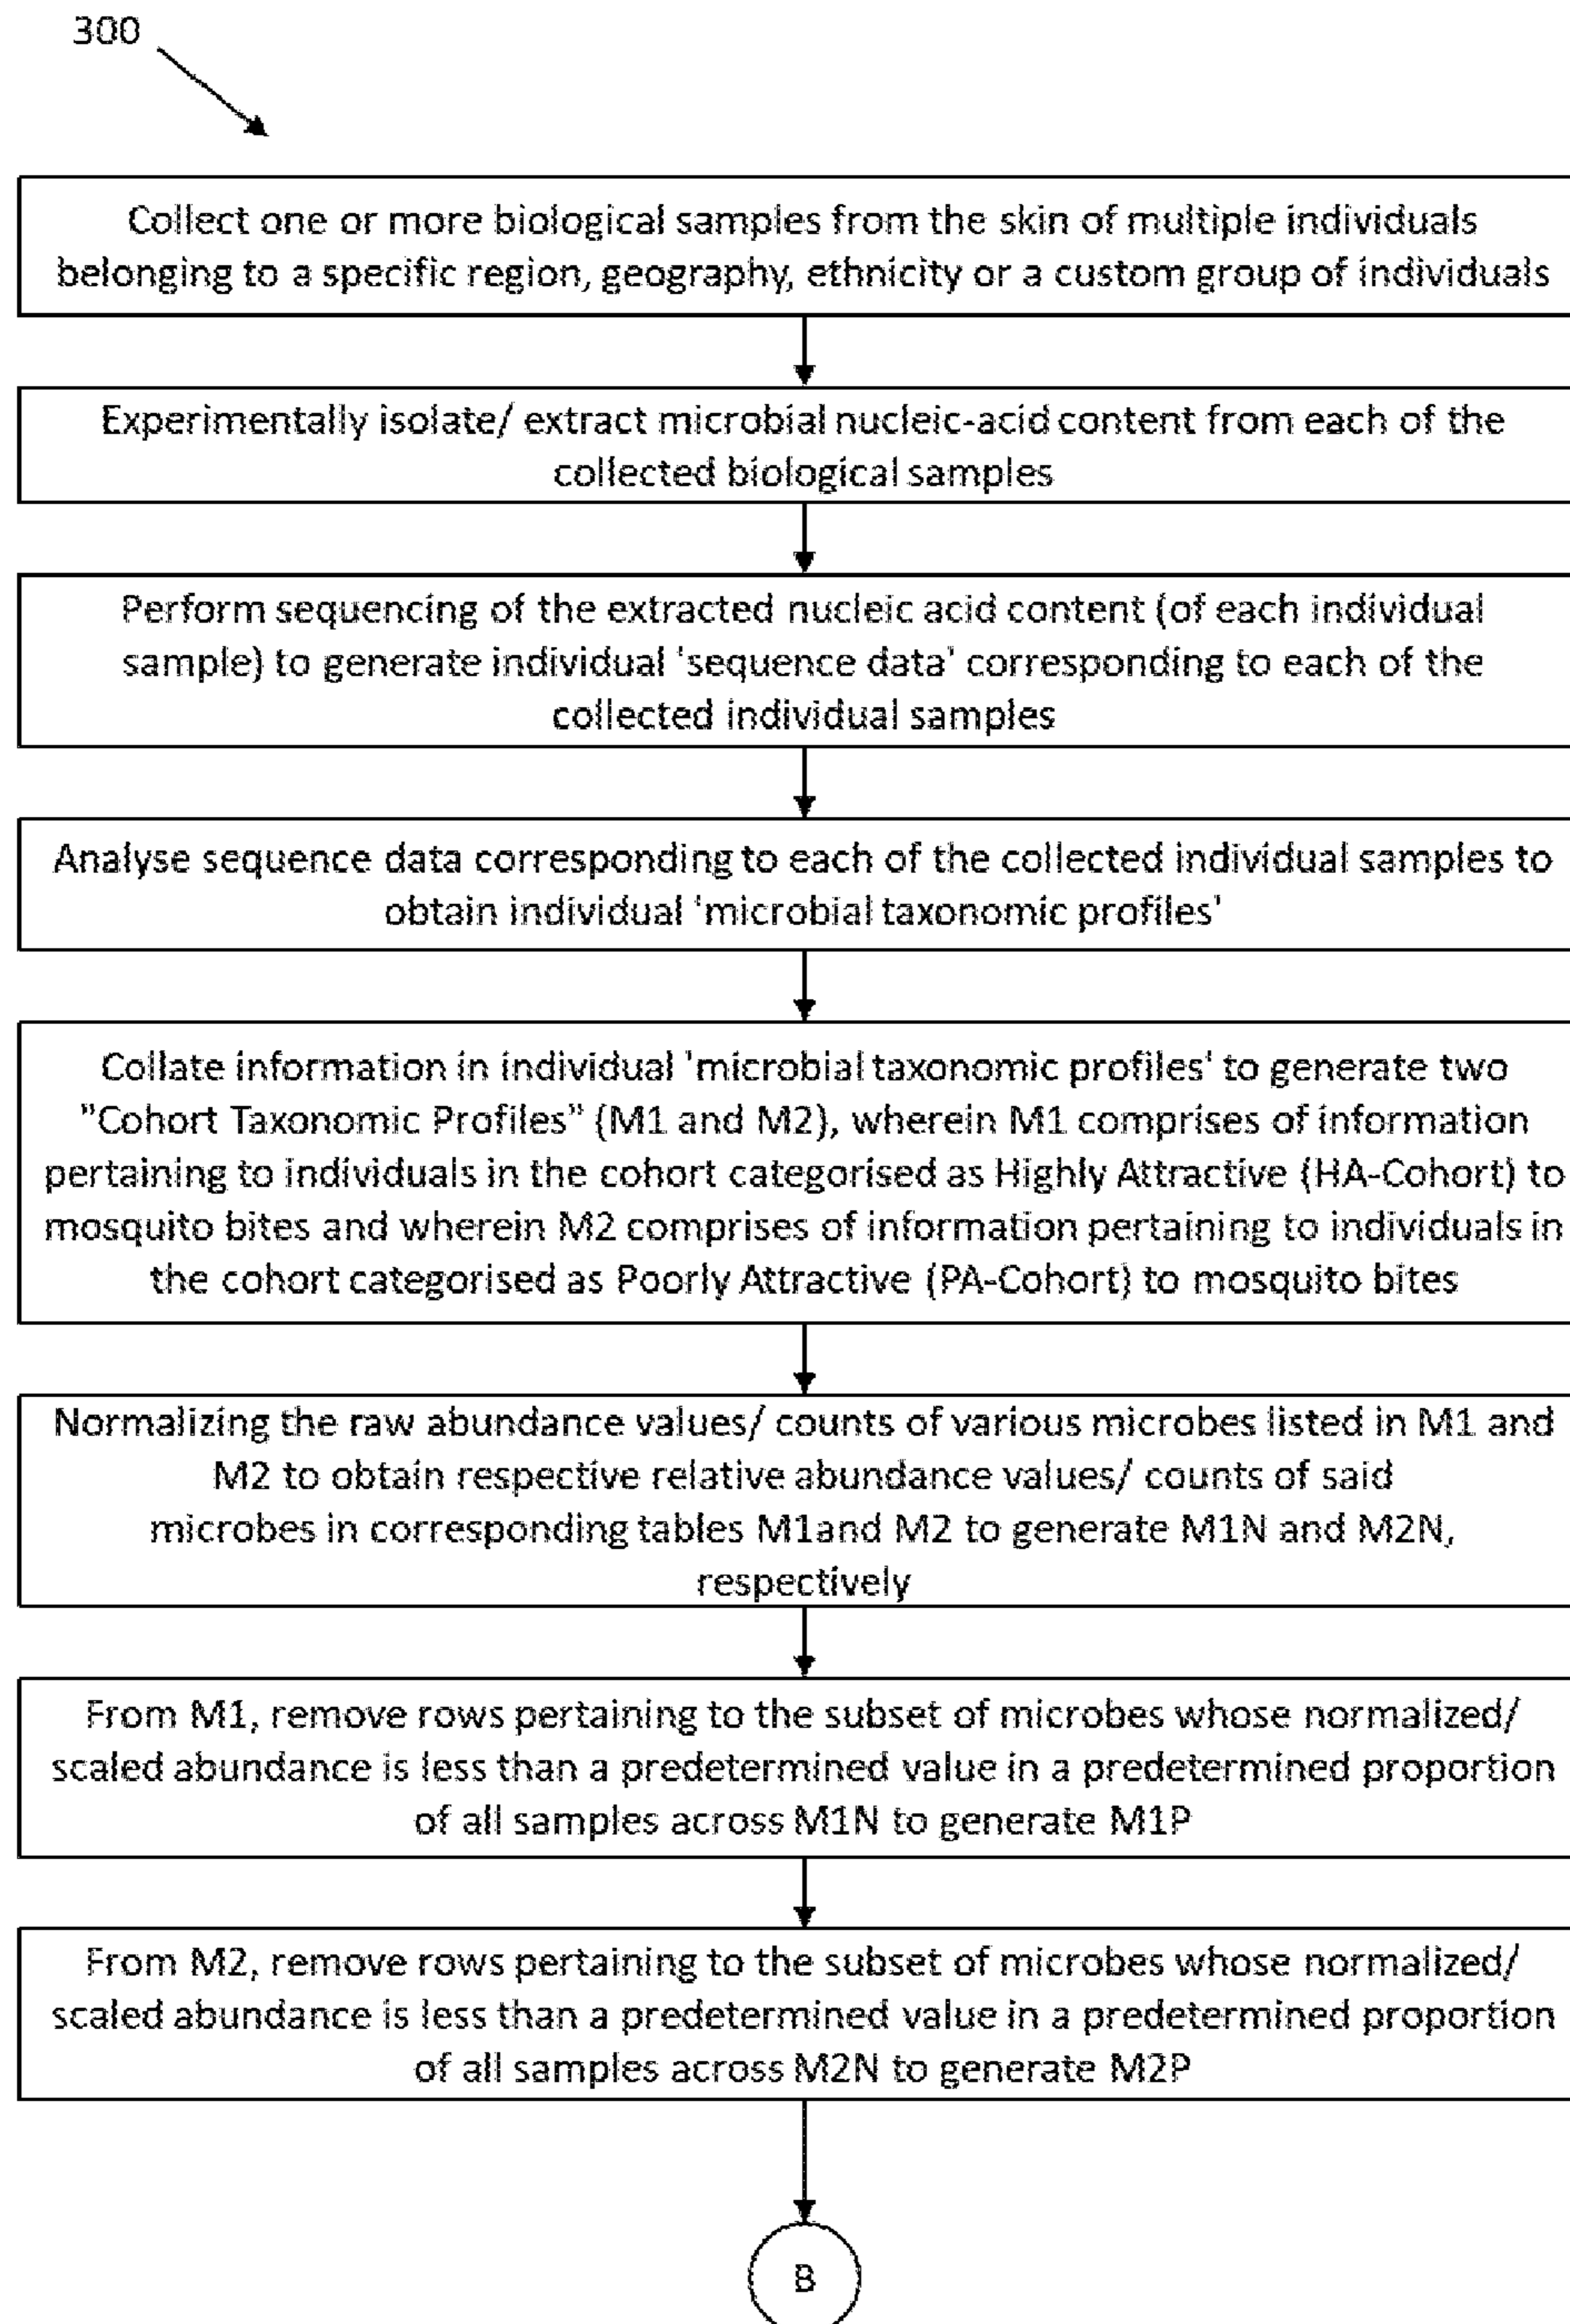 300
Collect one or more biological samples from the skin of multiple individuals
belonging to a specific region, geography, ethnicity or a custom group of individuals
Experimentally isolate/ extract microbial nucleic-acid content from each of the
collected biological samples
Perform sequencing of the extracted nucleic acid content (of each individual
sample) to generate individual 'sequence data' corresponding to each of the
collected individual samples
Analyse sequence data corresponding to each of the collected individual samples to
obtain individual 'microbial taxonomic profiles'
Collate information in individual 'microbial taxonomic profiles' to generate two
"Cohort Taxonomic Profiles" (M1 and M2), wherein M1 comprises of information
pertaining to individuals in the cohort categorised as Highly Attractive (HA-Cohort) to
mosquito bites and wherein M2 comprises of information pertaining to individuals in
the cohort categorised as Poorly Attractive (PA-Cohort) to mosquito bites
Normalizing the raw abundance values/ counts of various microbes listed in M1 and
M2 to obtain respective relative abundance values/ counts of said
microbes in corresponding tables M1and M2 to generate M1N and M2N,
respectively
From M1, remove rows pertaining to the subset of microbes whose normalized/
scaled abundance is less than a predetermined value in a predetermined proportion
of all samples across M1N to generate M1P
From M2, remove rows pertaining to the subset of microbes whose normalized/
scaled abundance is less than a predetermined value in a predetermined proportion
of all samples across M2N to generate M2P
B